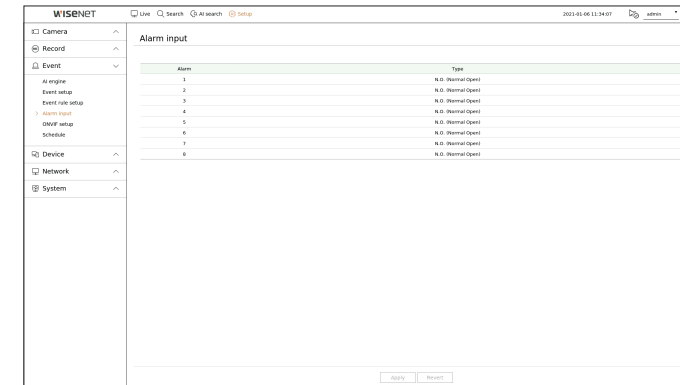 WISENET
Live Search AI search Setup 2021-01-06 11:34:07 admin
Camera
Record
Event
AI engine
Event setup
Event rule setup
Alarm input
ONVIF setup
Schedule
Device
Network
System
Alarm input
Alarm Type
1 N.O. (Normal Open)
2 N.O. (Normal Open)
3 N.O. (Normal Open)
4 N.O. (Normal Open)
5 N.O. (Normal Open)
6 N.O. (Normal Open)
7 N.O. (Normal Open)
8 N.O. (Normal Open)
Apply Revert